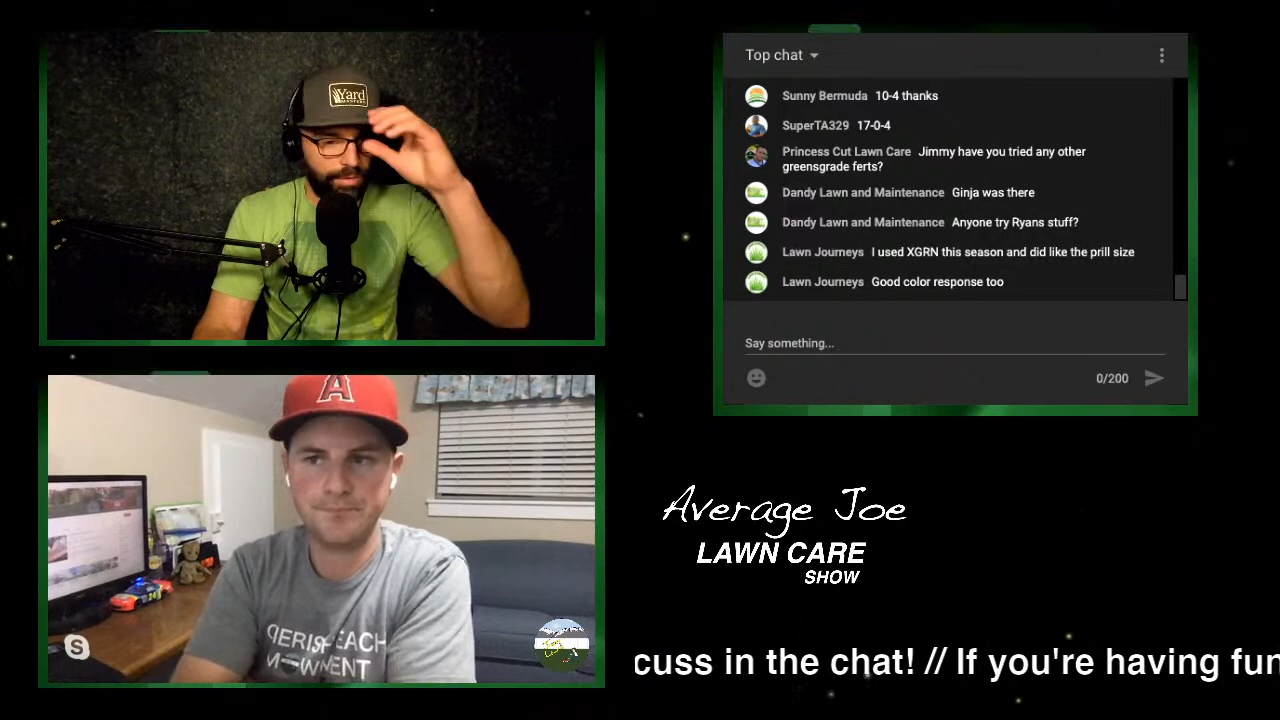 Yard
MASTERS
Top chat
Sunny Bermuda 10-4 thanks
SuperTA329 17-0-4
Princess Cut Lawn Care Jimmy have you tried any other
greensgrade ferts?
Dandy Lawn and Maintenance Ginja was there
Dandy Lawn and Maintenance Anyone try Ryans stuff?
Lawn Journeys I used XGRN this season and did like the prill size
Lawn Journeys Good color response too
Say something...
0/200
A
24
S
Average Joe
LAWN CARE
SHOW
cuss in the chat! // If you're having fun